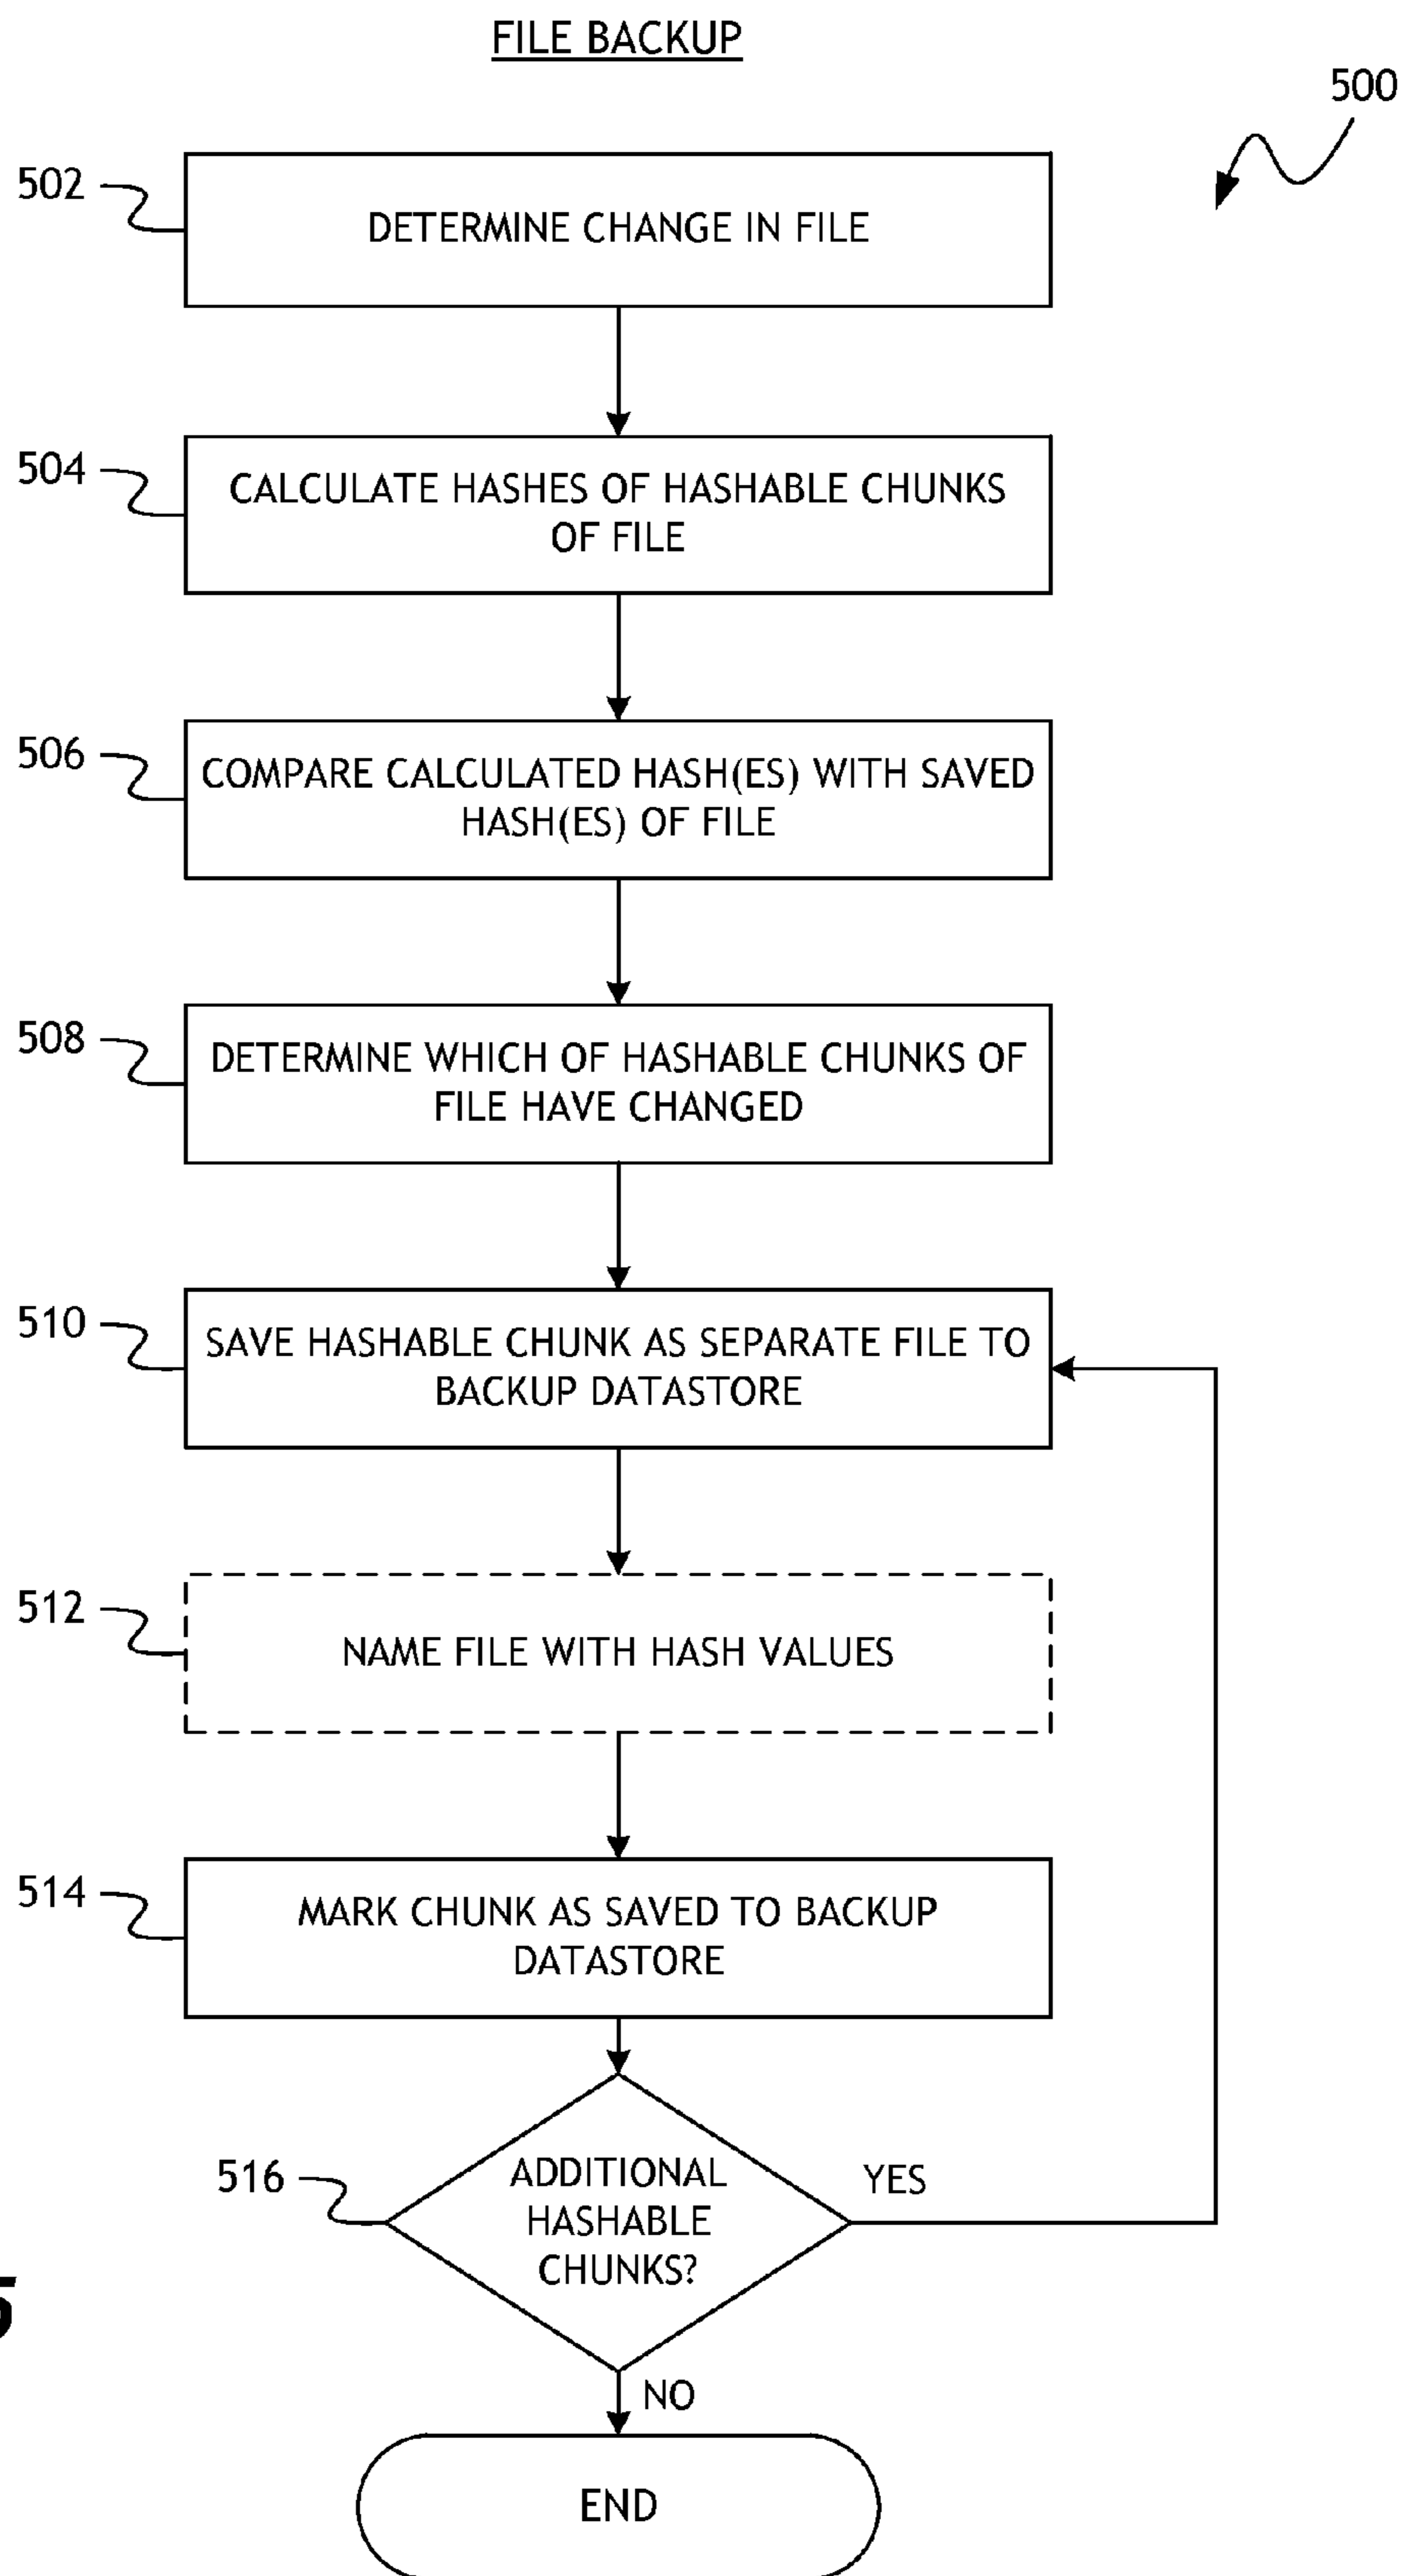 FILE BACKUP
500
502
DETERMINE CHANGE IN FILE
504
CALCULATE HASHES OF HASHABLE CHUNKS
OF FILE
506
COMPARE CALCULATED HASH(ES) WITH SAVED
HASH(ES) OF FILE
508
DETERMINE WHICH OF HASHABLE CHUNKS OF
FILE HAVE CHANGED
510
SAVE HASHABLE CHUNK AS SEPARATE FILE TO
BACKUP DATASTORE
512
NAME FILE WITH HASH VALUES
514
MARK CHUNK AS SAVED TO BACKUP
DATASTORE
516
ADDITIONAL
HASHABLE
CHUNKS?
YES
NO
END